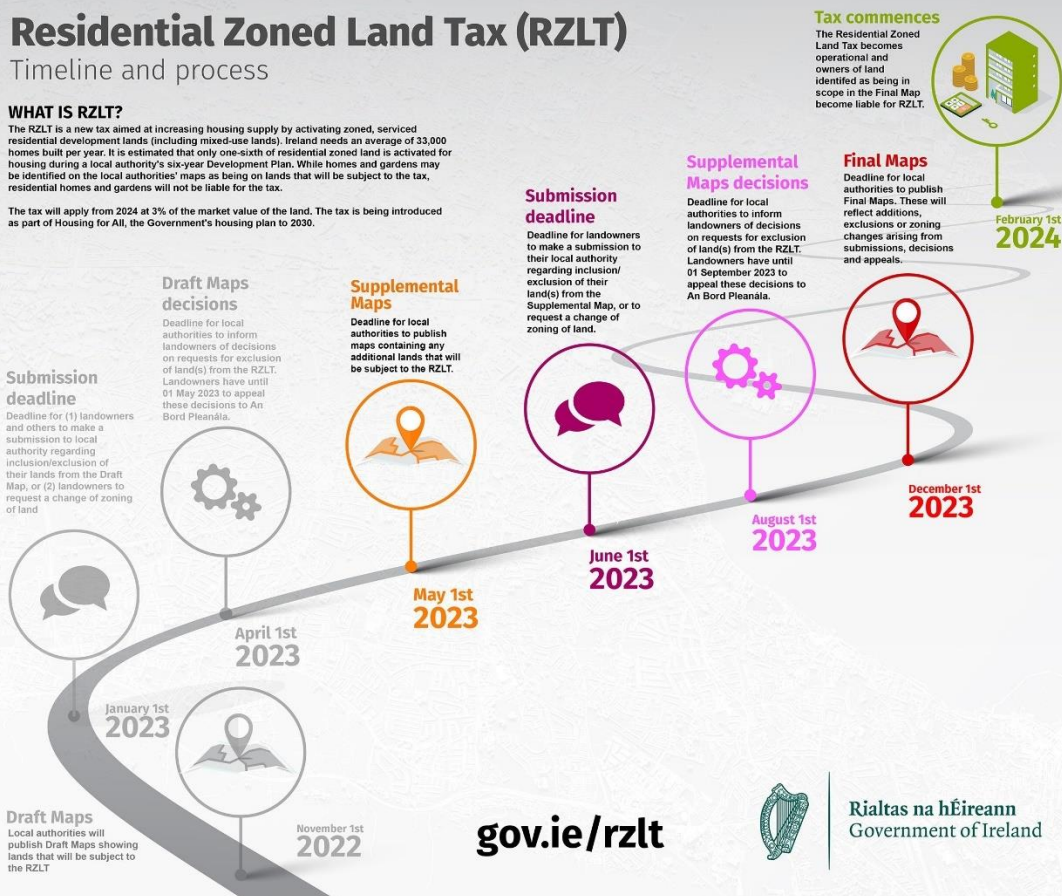 Residential Zoned Land Tax (RZLT)
Timeline and process
WHAT IS RZLT?
The RZLT is a new tax aimed at increasing housing supply by activating zoned, serviced
residential development lands (including mixed-use lands). Ireland needs an average of 33,000
homes built per year. It is estimated that only one-sixth of residential zoned land is activated for
housing during a local authority's six-year Development Plan. While homes and gardens may
be identified on the local authorities' maps as being on lands that will be subject to the tax,
residential homes and gardens will not be liable for the tax.
The tax will apply from 2024 at 3% of the market value of the land. The tax is being introduced
as part of Housing for All, the Government's housing plan to 2030.
Draft Maps
Local authorities will
publish Draft Maps showing
lands that will be subject to
the RZLT
November 1st
2022
Submission
deadline
Deadline for (1) landowners
and others to make a
submission to local
authority regarding
inclusion/exclusion of
their lands from the Draft
Map, or (2) landowners to
request a change of zoning
of land
January 1st
2023
Draft Maps
decisions
Deadline for local
authorities to inform
landowners of decisions
on requests for exclusion
of land(s) from the RZLT.
Landowners have until
01 May 2023 to appeal
these decisions to An
Bord Pleanála.
April 1st
2023
Supplemental
Maps
Deadline for local
authorities to publish
maps containing any
additional lands that will
be subject to the RZLT.
May 1st
2023
Submission
deadline
Deadline for landowners
to make a submission to
their local authority
regarding inclusion/
exclusion of their
land(s) from the
Supplemental Map, or to
request a change of
zoning of land.
June 1st
2023
Supplemental
Maps decisions
Deadline for local
authorities to inform
landowners of decisions
on requests for exclusion
of land(s) from the RZLT.
Landowners have until
01 September 2023 to
appeal these decisions to
An Bord Pleanála.
August 1st
2023
Final Maps
Deadline for local
authorities to publish
Final Maps. These will
reflect additions,
exclusions or zoning
changes arising from
submissions, decisions
and appeals.
December 1st
2023
Tax commences
The Residential Zoned
Land Tax becomes
operational and
owners of land
identifed as being in
scope in the Final Map
become liable for RZLT.
February 1st
2024
gov.ie/rzlt
Rialtas na hÉireann
Government of Ireland